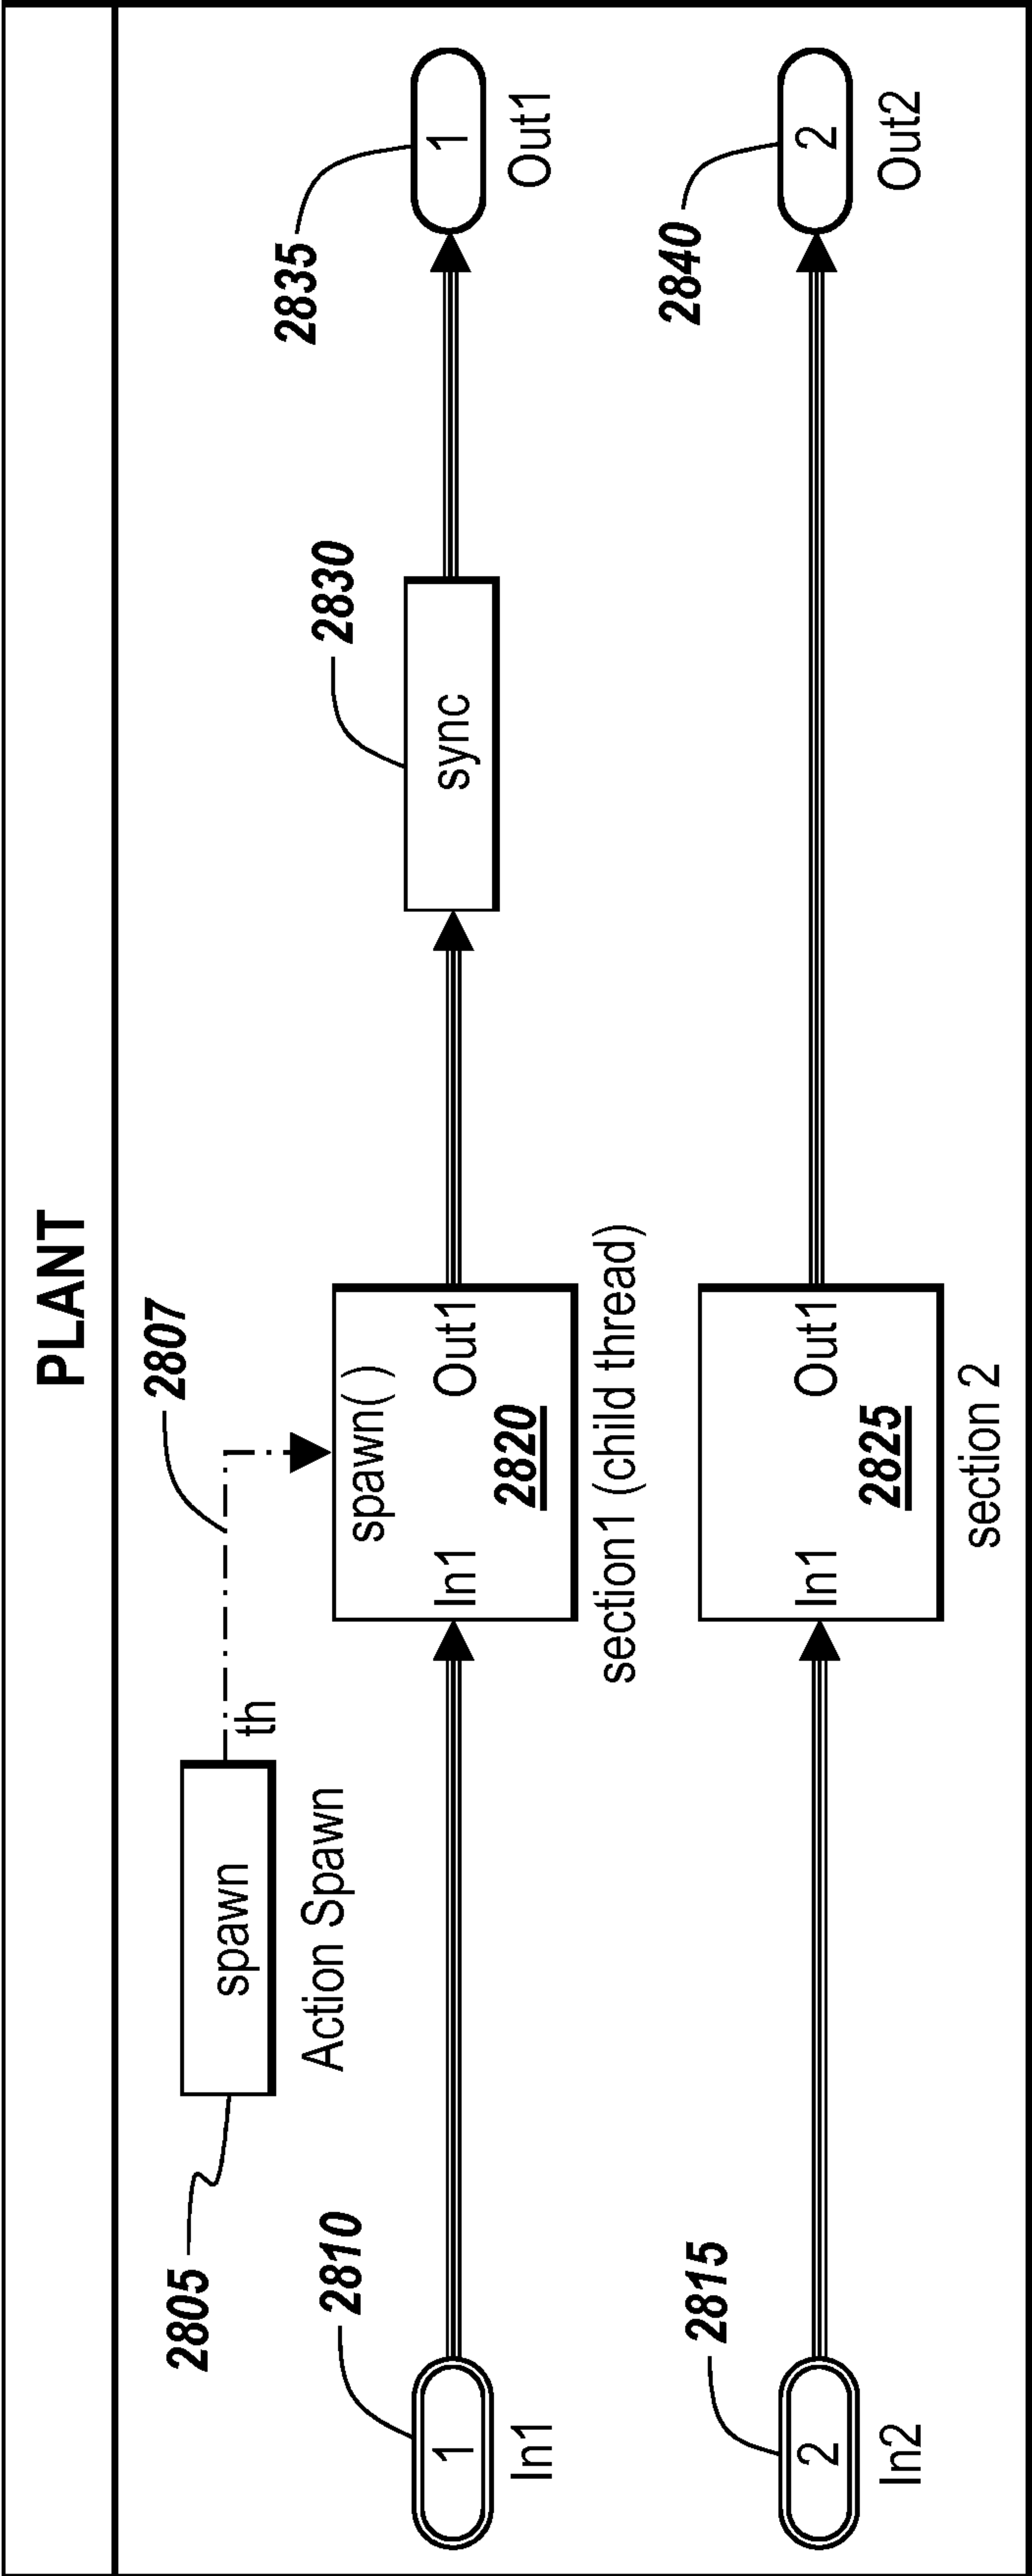 PLANT
2805
spawn
th
Action Spawn
2807
2810
1
In1
spawn( )
In1
Out1
2820
section1 (child thread)
2830
sync
2835
1
Out1
2815
2
In2
In1
Out1
2825
section 2
2840
2
Out2